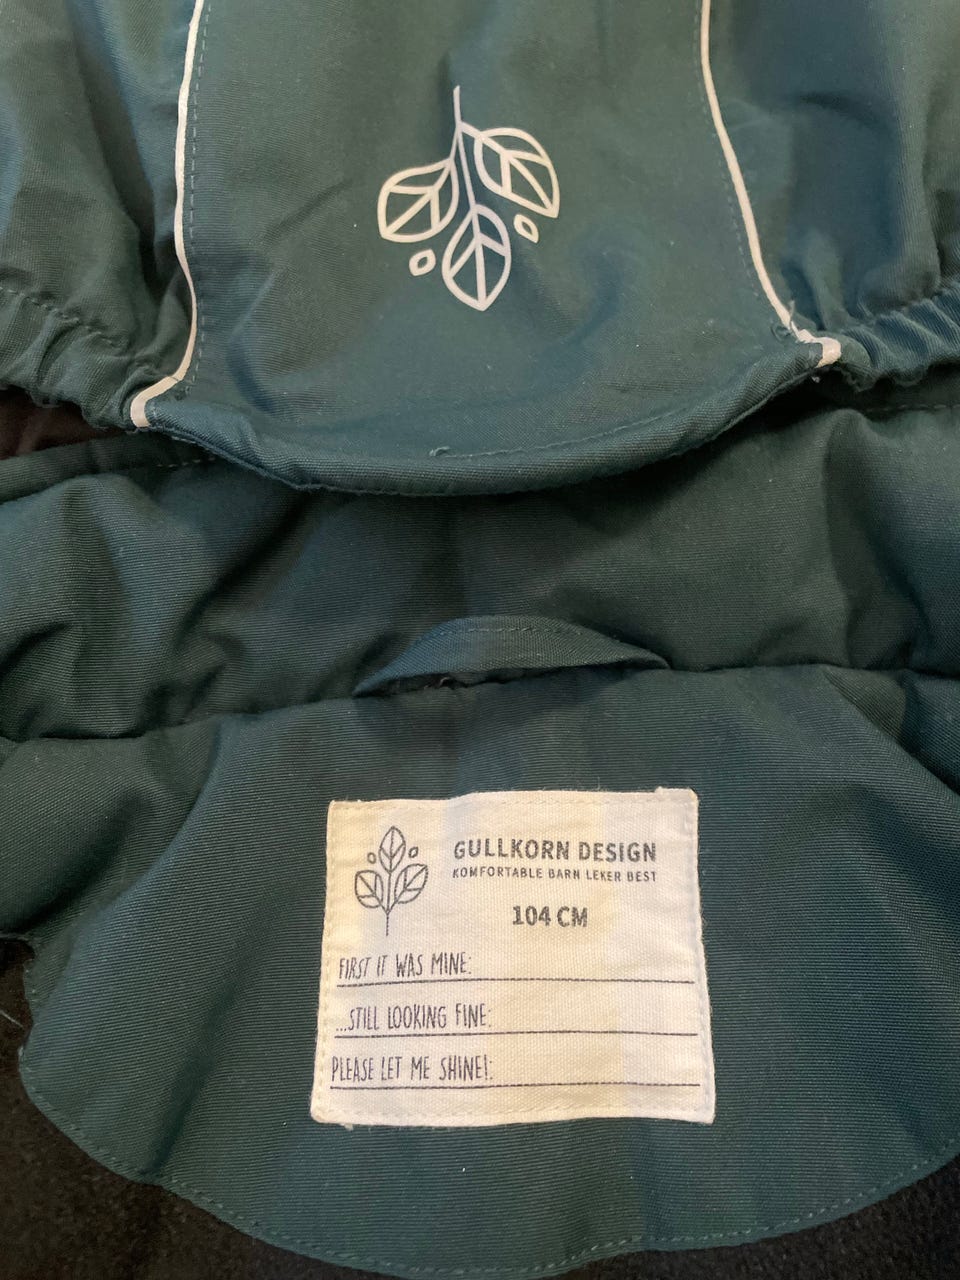 GULLKORN DESIGN
KOMFORTABLE BARN LEKER BEST
104 CM
FIRST IT WAS MINE:
...STILL LOOKING FINE:
PLEASE LET ME SHINE!: